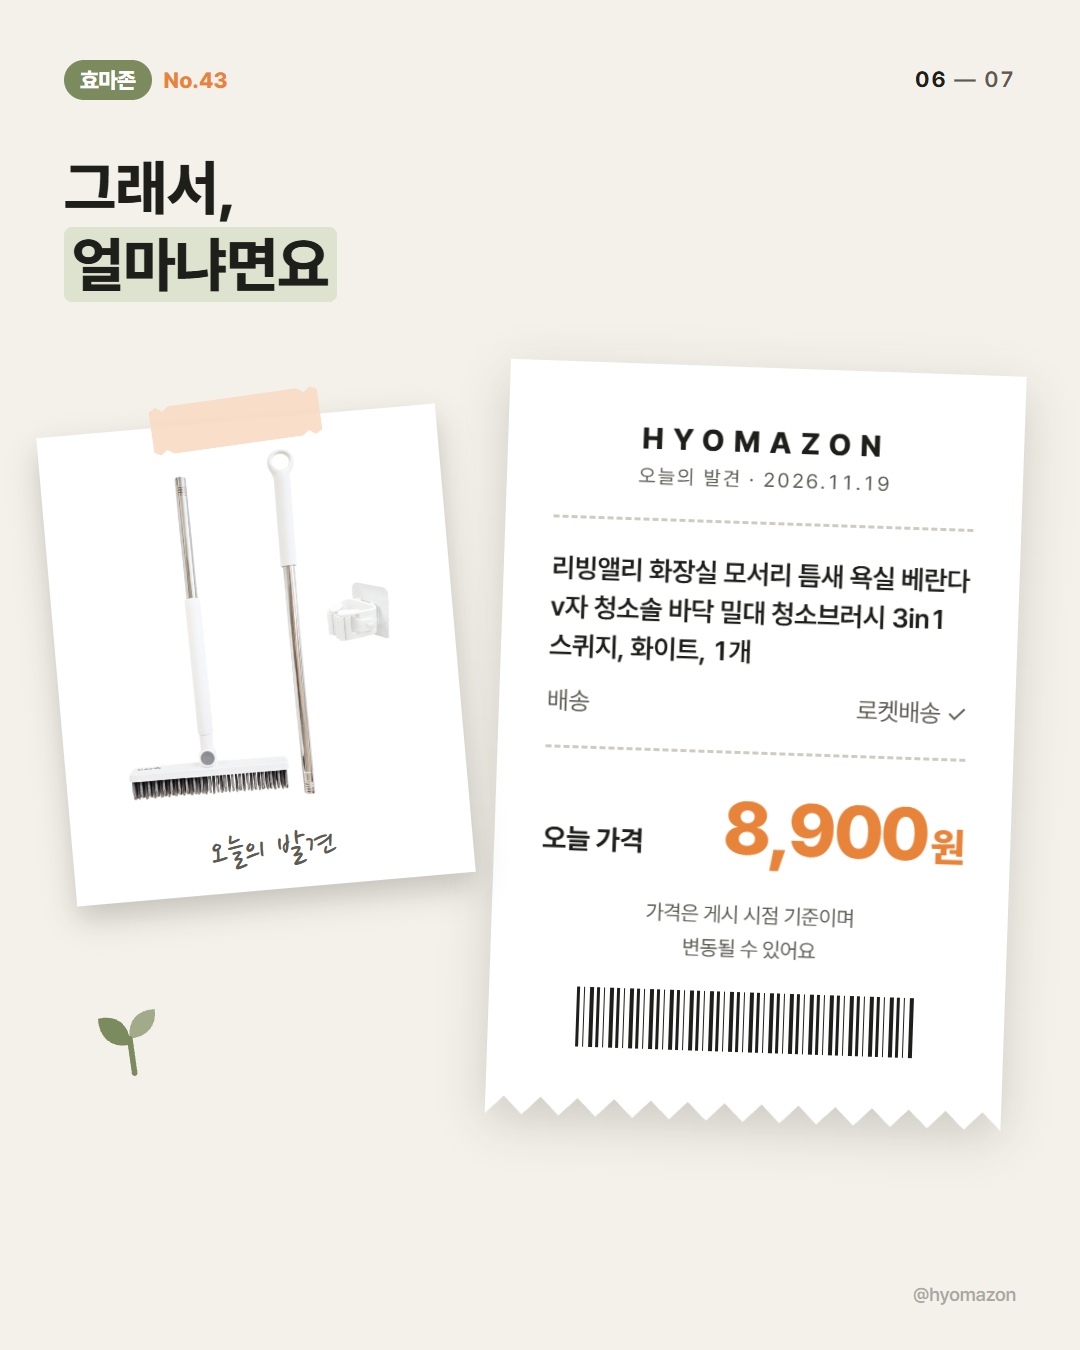 효마존 No.43
06 — 07
그래서,
얼마냐면요
HYOMAZON
오늘의 발견 · 2026.11.19
리빙앨리 화장실 모서리 틈새 욕실 베란다
v자 청소솔 바닥 밀대 청소브러시 3in1
스퀴지, 화이트, 1개
배송 로켓배송 ✓
오늘 가격 8,900원
가격은 게시 시점 기준이며
변동될 수 있어요
오늘의 발견
@hyomazon